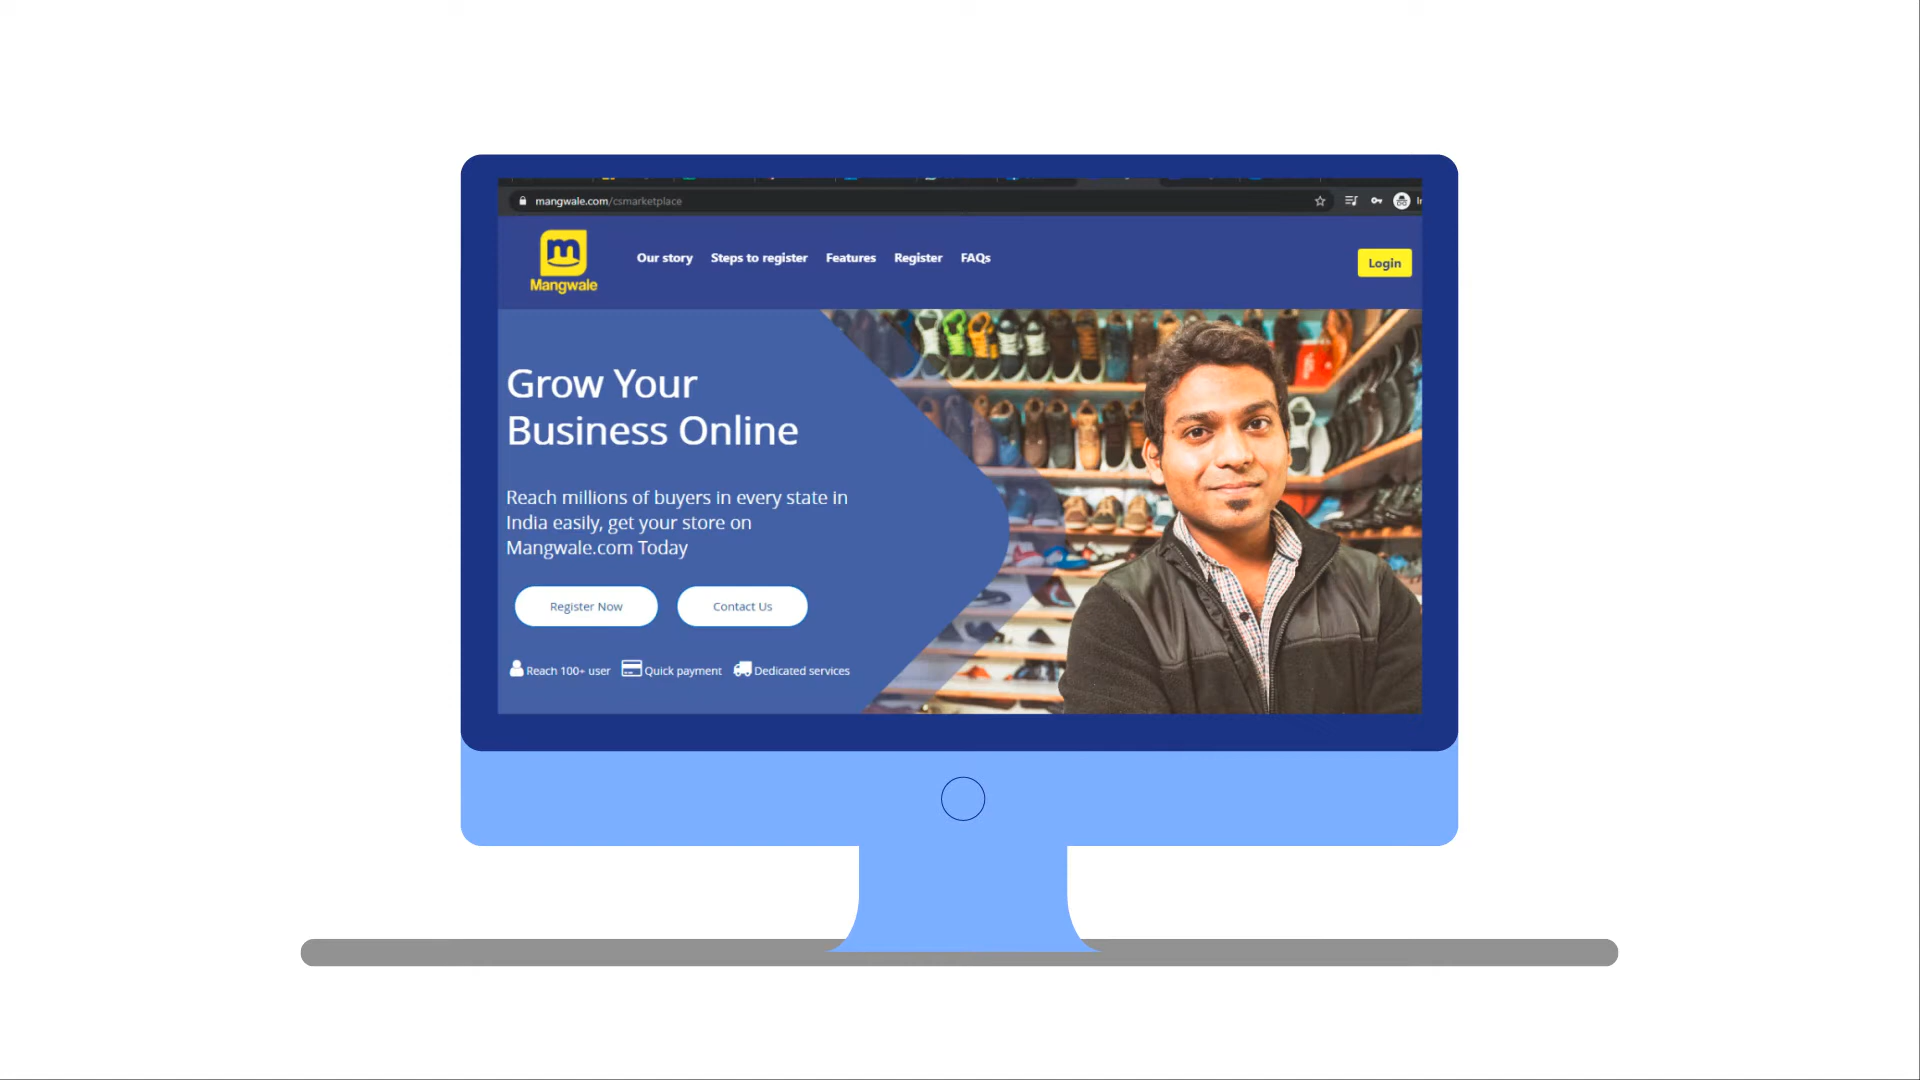 mangwale.com/csmarketplace
m
Mangwale
Our story Steps to register Features Register FAQs
Login
Grow Your
Business Online
Reach millions of buyers in every state in
India easily, get your store on
Mangwale.com Today
Register Now Contact Us
Reach 100+ user Quick payment Dedicated services